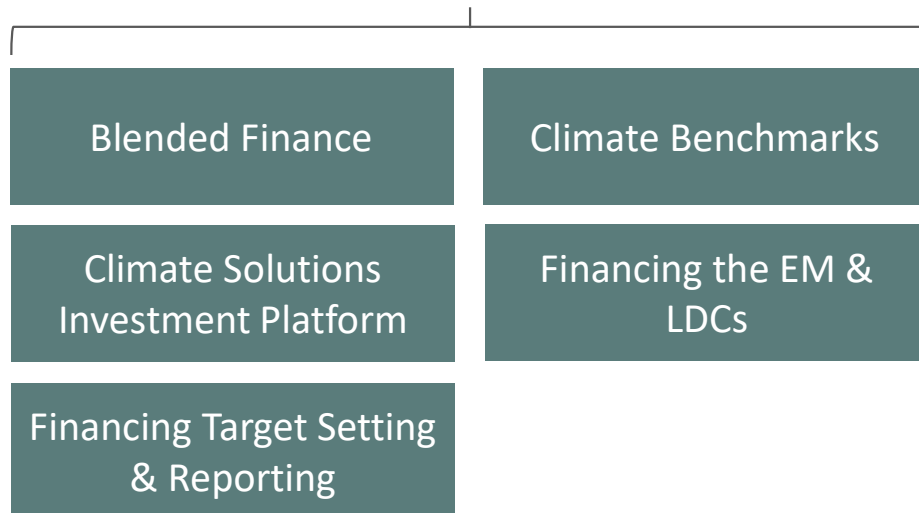 Blended Finance
Climate Benchmarks
Climate Solutions
Investment Platform
Financing the EM &
LDCs
Financing Target Setting
& Reporting